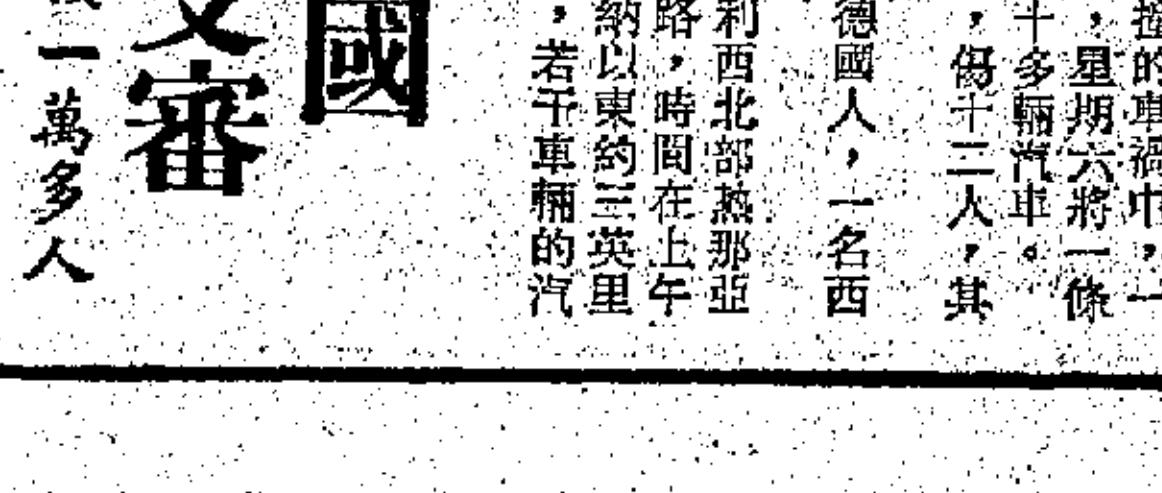 撞的車禍中，一
，星期六將一條
十多輛汽車。
，傷十三人，其
德國人，一名西
利西北部热那亞
路，時間在上午
納以東約三英里
，若干車輛的汽
國
審
一萬多人